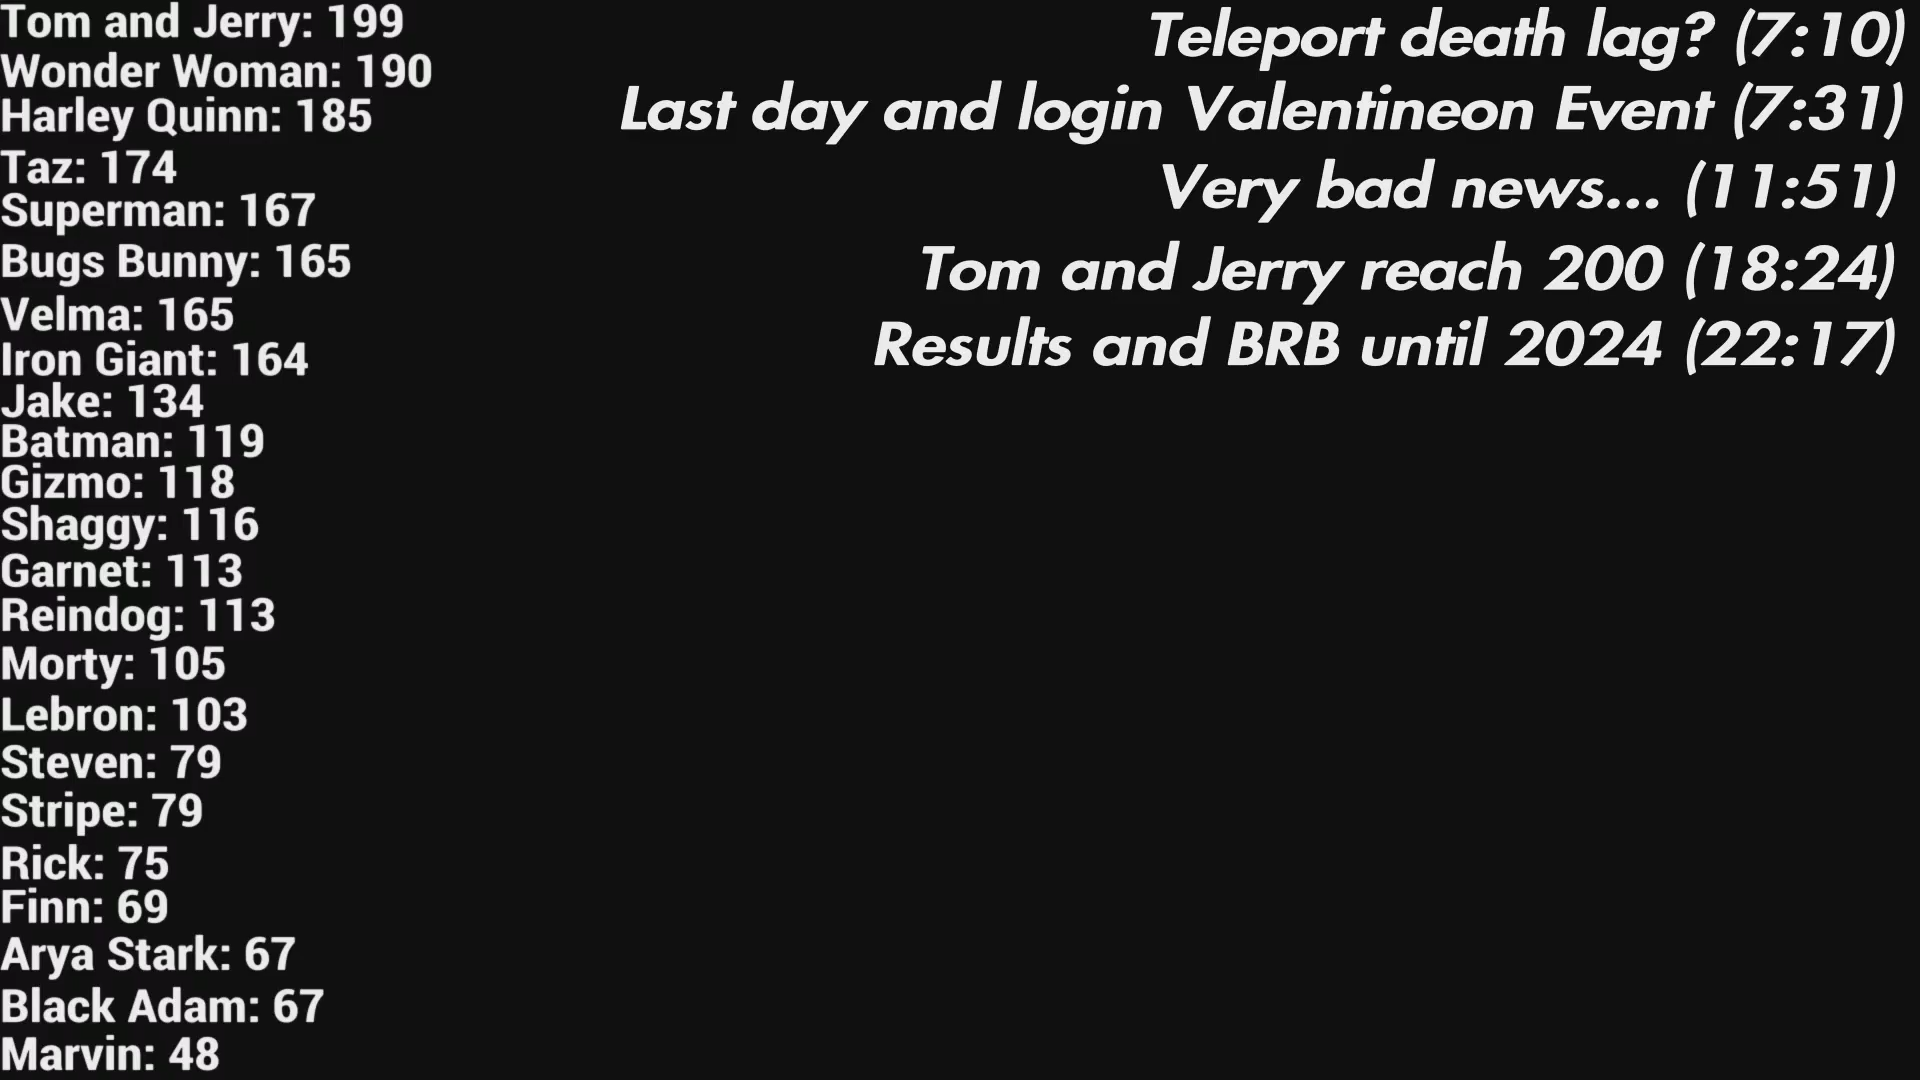 Tom and Jerry: 199
Wonder Woman: 190
Harley Quinn: 185
Taz: 174
Superman: 167
Bugs Bunny: 165
Velma: 165
Iron Giant: 164
Jake: 134
Batman: 119
Gizmo: 118
Shaggy: 116
Garnet: 113
Reindog: 113
Morty: 105
Lebron: 103
Steven: 79
Stripe: 79
Rick: 75
Finn: 69
Arya Stark: 67
Black Adam: 67
Marvin: 48
Teleport death lag? (7:10)
Last day and login Valentineon Event (7:31)
Very bad news... (11:51)
Tom and Jerry reach 200 (18:24)
Results and BRB until 2024 (22:17)